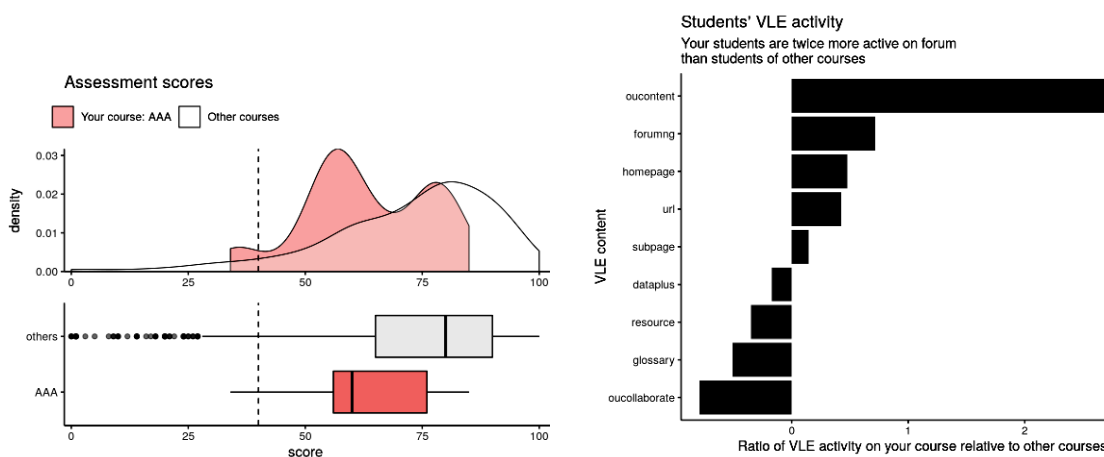 Assessment scores
Your course: AAA
Other courses
density
0.03
0.02
0.01
0.00
0
25
50
75
100
others
AAA
0
25
50
75
100
score
Students' VLE activity
Your students are twice more active on forum
than students of other courses
VLE content
oucontent
forumng
homepage
url
subpage
dataplus
resource
glossary
oucollaborate
0
1
2
Ratio of VLE activity on your course relative to other courses